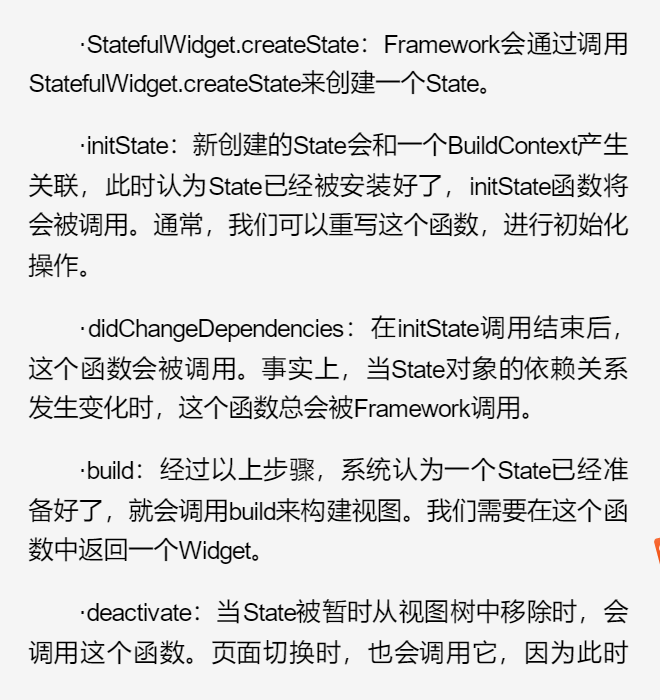 ·StatefulWidget.createState：Framework会通过调用
StatefulWidget.createState来创建一个State。
·initState：新创建的State会和一个BuildContext产生
关联，此时认为State已经被安装好了，initState函数将
会被调用。通常，我们可以重写这个函数，进行初始化
操作。
·didChangeDependencies：在initState调用结束后，
这个函数会被调用。事实上，当State对象的依赖关系
发生变化时，这个函数总会被Framework调用。
·build：经过以上步骤，系统认为一个State已经准
备好了，就会调用build来构建视图。我们需要在这个函
数中返回一个Widget。
·deactivate：当State被暂时从视图树中移除时，会
调用这个函数。页面切换时，也会调用它，因为此时